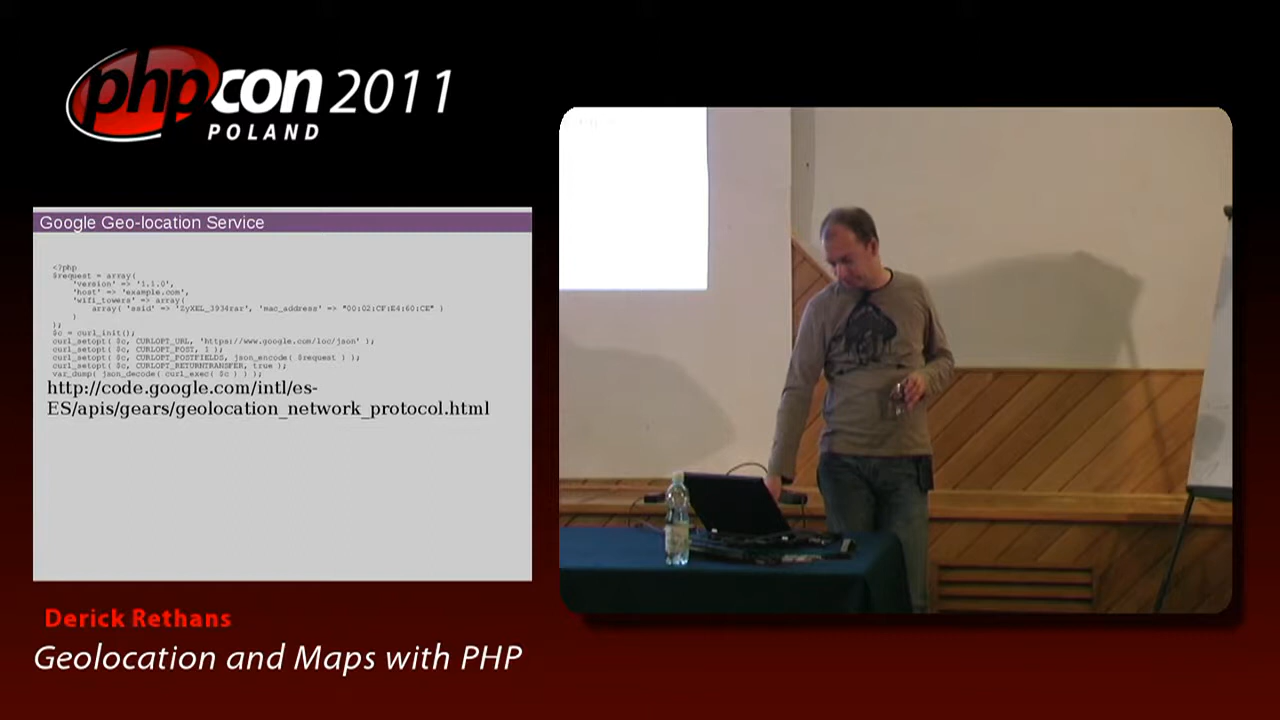 phpcon 2011
POLAND
Google Geo-location Service
<?php
$request = array(
'version' => '1.1.0',
'host' => 'example.com',
'wifi_towers' => array(
array( 'ssid' => 'ZyXEL_3934rar', 'mac_address' => "00:02:CF:E4:60:CE" )
)
);
$c = curl_init();
curl_setopt( $c, CURLOPT_URL, 'https://www.google.com/loc/json' );
curl_setopt( $c, CURLOPT_POST, 1 );
curl_setopt( $c, CURLOPT_POSTFIELDS, json_encode( $request ) );
curl_setopt( $c, CURLOPT_RETURNTRANSFER, true );
var_dump( json_decode( curl_exec( $c ) ) );
http://code.google.com/intl/es-
ES/apis/gears/geolocation_network_protocol.html
Derick Rethans
Geolocation and Maps with PHP